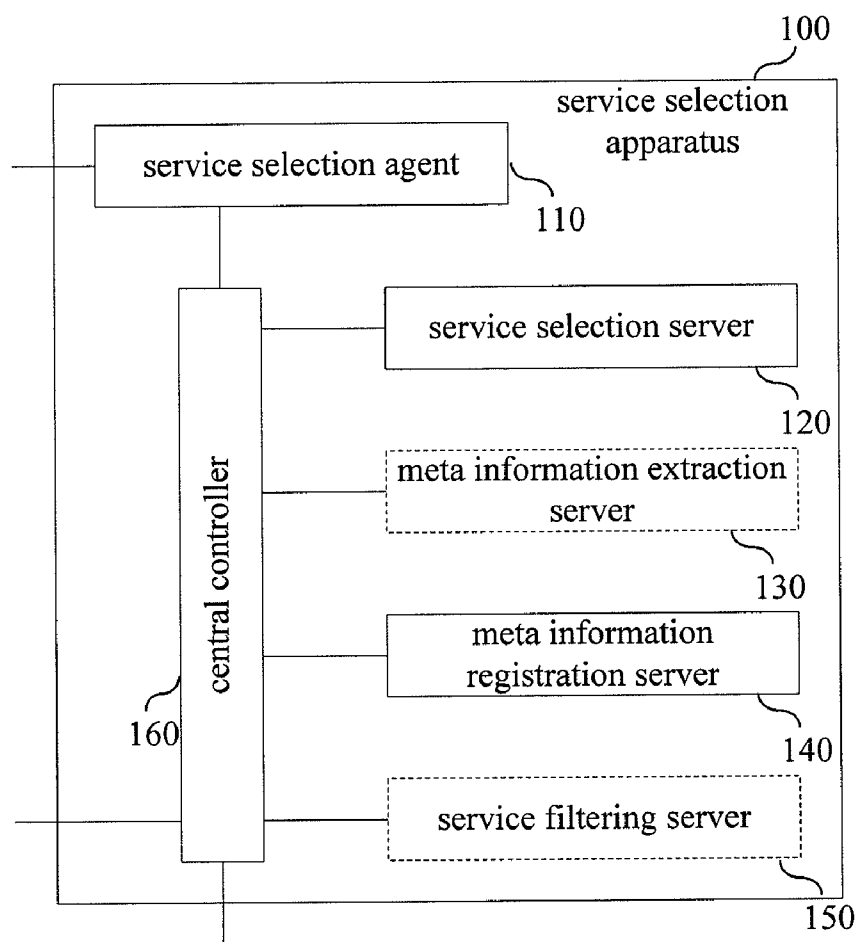 100
service selection
apparatus
service selection agent
110
service selection server
120
meta information extraction
server
130
central controller
meta information
registration server
160
140
service filtering server
150